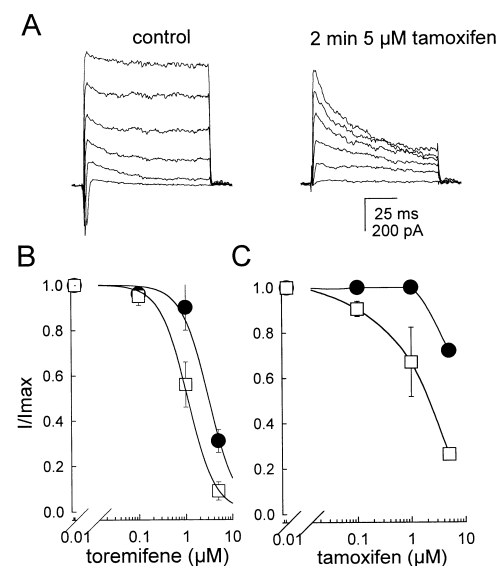 A
control
2 min 5 µM tamoxifen
25 ms
200 pA
B
C
1.0
0.8
0.6
0.4
0.2
0.0
I/Imax
0.01
0.1
1
10
toremifene (µM)
1.0
0.8
0.6
0.4
0.2
0.0
0.01
0.1
1
10
tamoxifen (µM)